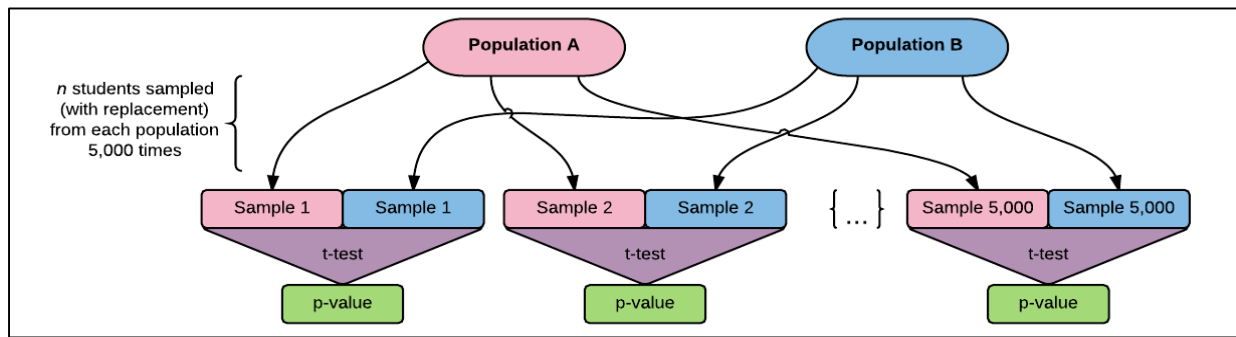 Population A
Population B
n students sampled
(with replacement)
from each population
5,000 times
Sample 1
Sample 1
Sample 2
Sample 2
{...}
Sample 5,000
Sample 5,000
t-test
t-test
t-test
p-value
p-value
p-value